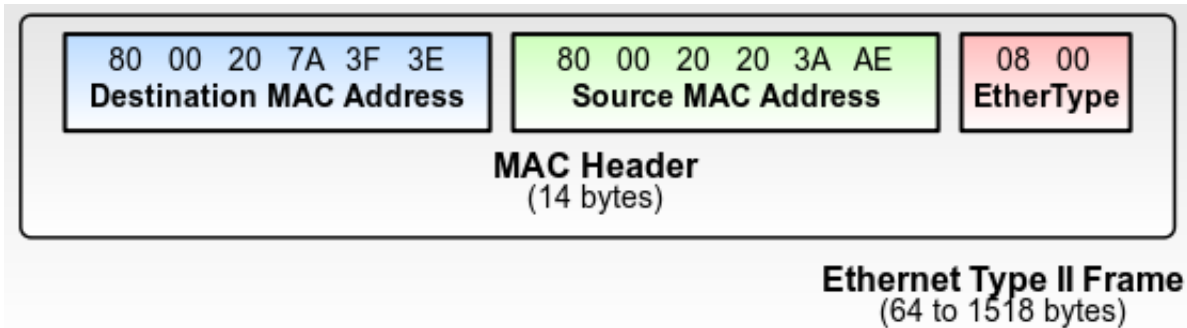 80 00 20 7A 3F 3E
Destination MAC Address
80 00 20 20 3A AE
Source MAC Address
08 00
EtherType
MAC Header
(14 bytes)
Ethernet Type II Frame
(64 to 1518 bytes)